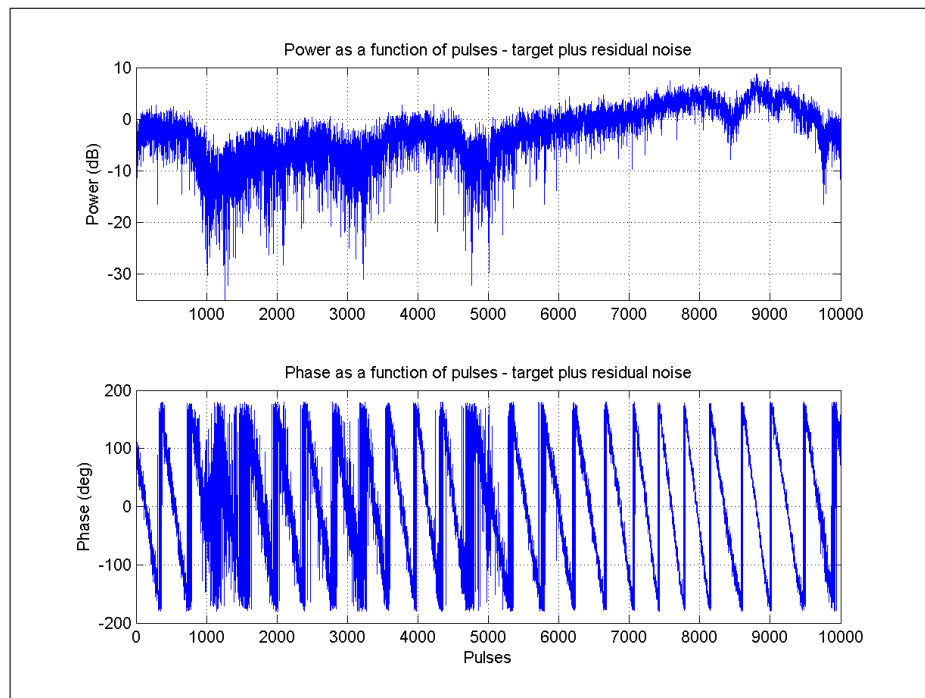 Power as a function of pulses - target plus residual noise
10
0
-10
-20
-30
Power (dB)
1000 2000 3000 4000 5000 6000 7000 8000 9000 10000
Phase as a function of pulses - target plus residual noise
200
100
0
-100
-200
Phase (deg)
0 1000 2000 3000 4000 5000 6000 7000 8000 9000 10000
Pulses